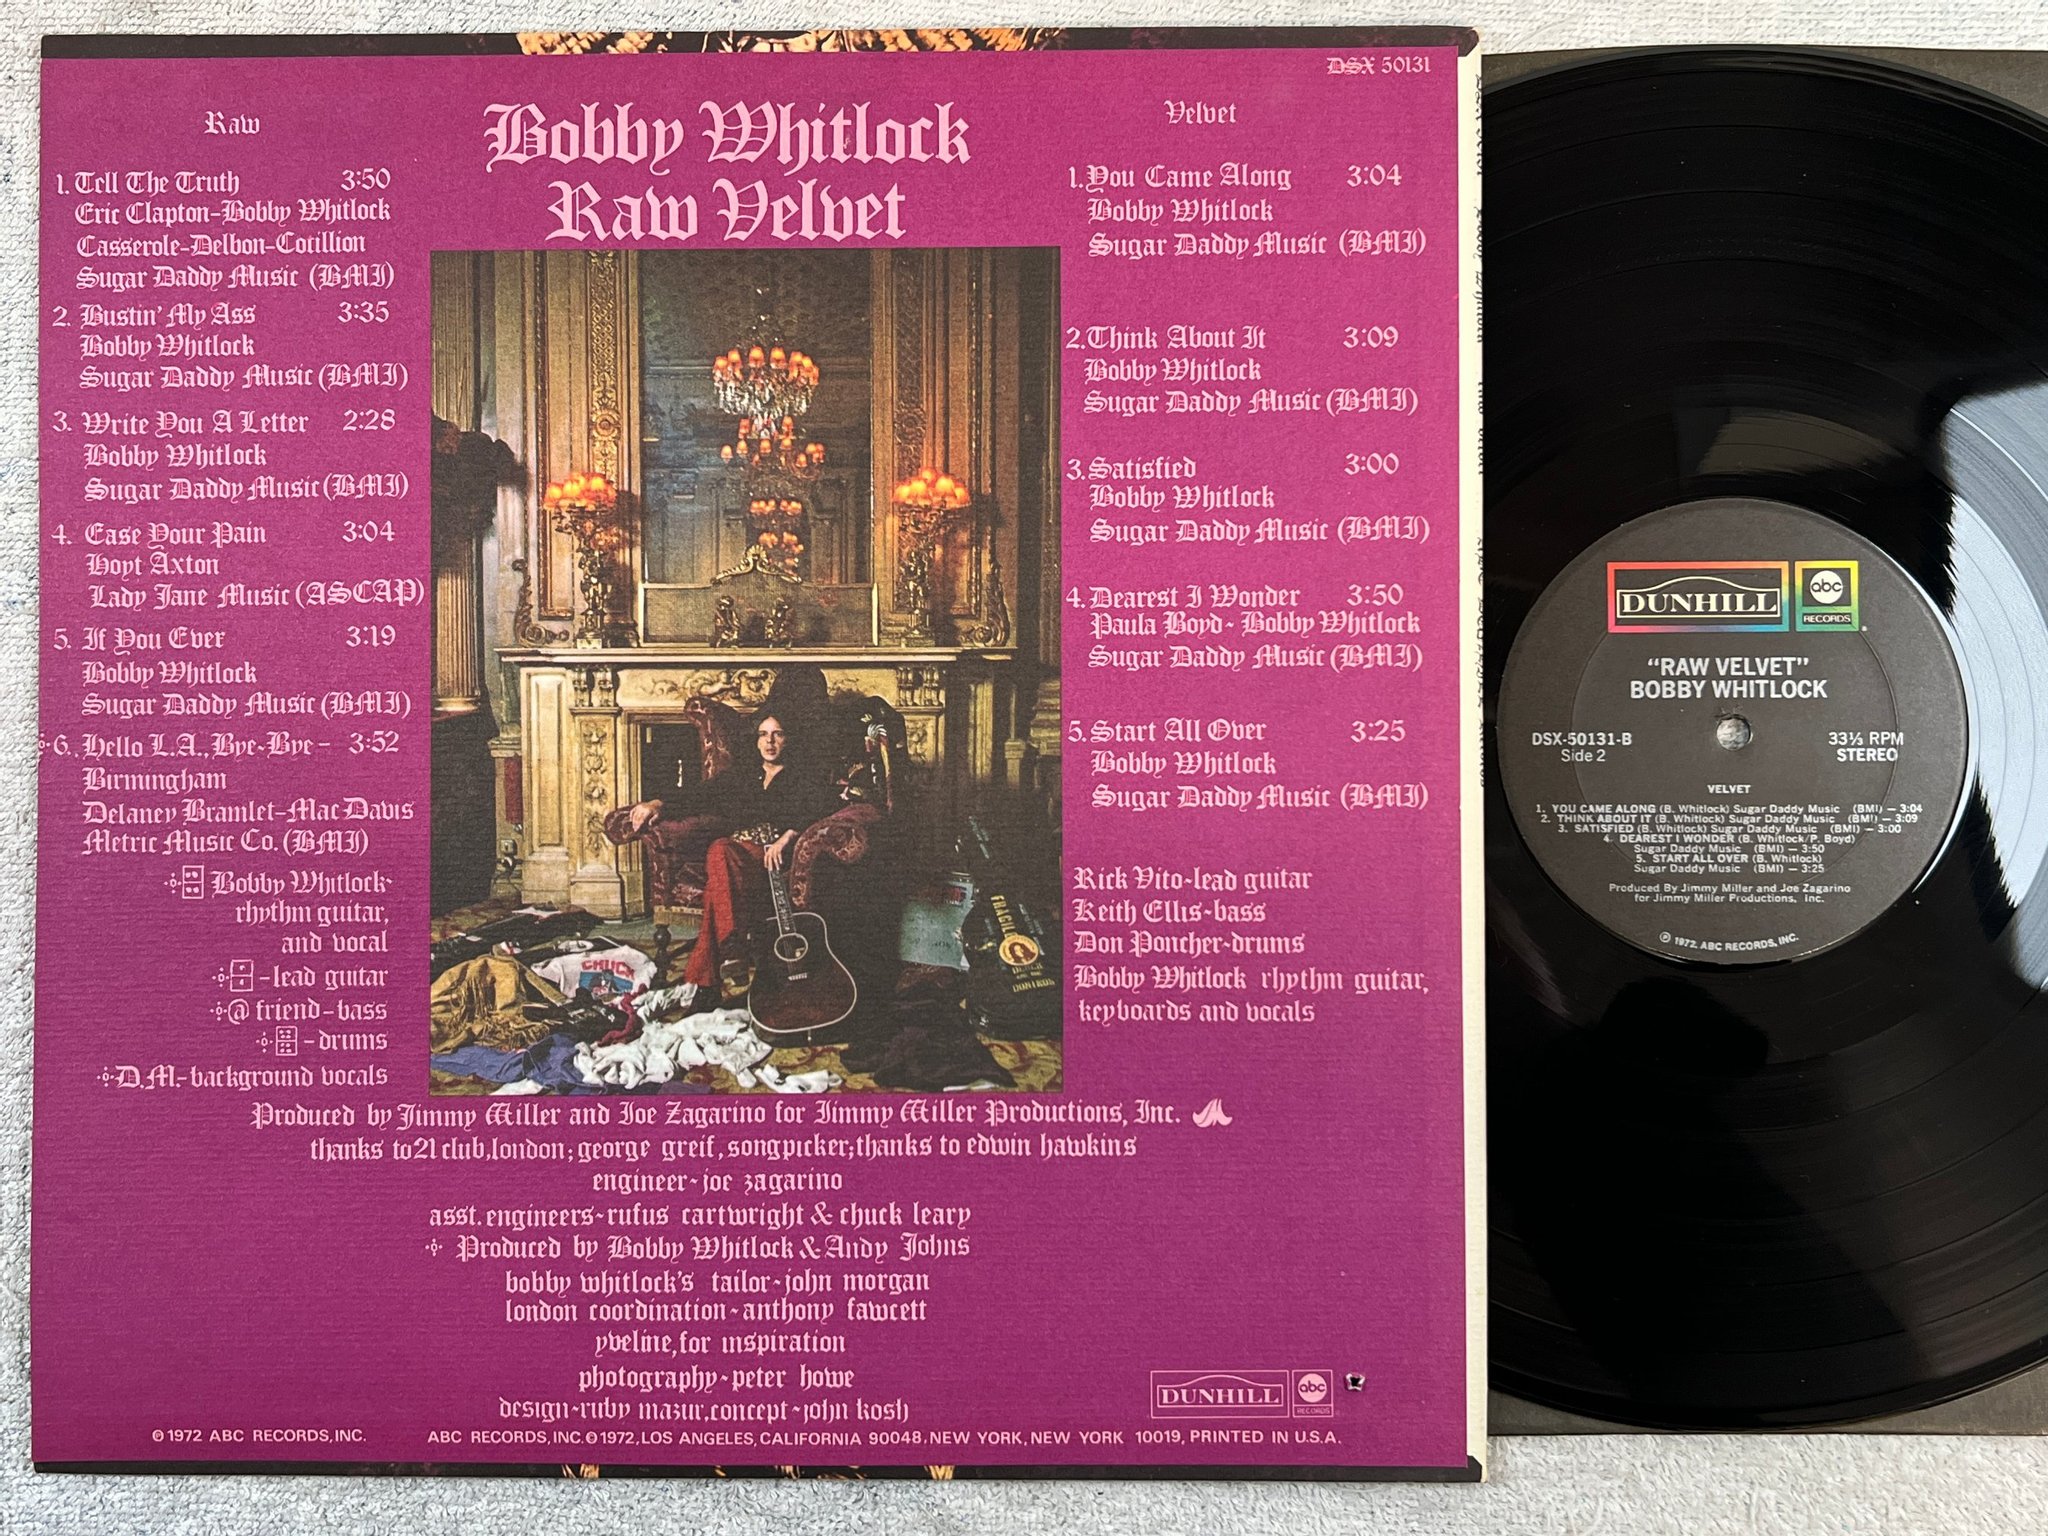 DSX 50131
Bobby Whitlock
Raw Velvet
Raw
1. Tell The Truth 3:50
Eric Clapton-Bobby Whitlock
Casserole-Delbon-Cotillion
Sugar Daddy Music (BMI)
2. Bustin' My Ass 3:35
Bobby Whitlock
Sugar Daddy Music (BMI)
3. Write You A Letter 2:28
Bobby Whitlock
Sugar Daddy Music (BMI)
4. Ease Your Pain 3:04
Hoyt Axton
Lady Jane Music (ASCAP)
5. If You Ever 3:19
Bobby Whitlock
Sugar Daddy Music (BMI)
6. Hello L.A., Bye-Bye- 3:52
Birmingham
Delaney Bramlet-Mac Davis
Metric Music Co. (BMI)
Bobby Whitlock-
rhythm guitar,
and vocal
-lead guitar
@ friend-bass
-drums
D.M.-background vocals
Velvet
1. You Came Along 3:04
Bobby Whitlock
Sugar Daddy Music (BMI)
2. Think About It 3:09
Bobby Whitlock
Sugar Daddy Music (BMI)
3. Satisfied 3:00
Bobby Whitlock
Sugar Daddy Music (BMI)
4. Dearest I Wonder 3:50
Paula Boyd-Bobby Whitlock
Sugar Daddy Music (BMI)
5. Start All Over 3:25
Bobby Whitlock
Sugar Daddy Music (BMI)
Rick Vito-lead guitar
Keith Ellis-bass
Don Poncher-drums
Bobby Whitlock rhythm guitar,
keyboards and vocals
CHUCK
FRAGILE
Produced by Jimmy Miller and Joe Zagarino for Jimmy Miller Productions, Inc.
thanks to 21 club, london; george greif, songpicker; thanks to edwin hawkins
engineer-joe zagarino
asst. engineers-rufus cartwright & chuck leary
Produced by Bobby Whitlock & Andy Johns
bobby whitlock's tailor-john morgan
london coordination-anthony fawcett
yveline, for inspiration
photography-peter howe
design-ruby mazur, concept-john kosh
DUNHILL abc RECORDS
℗ 1972 ABC RECORDS, INC.
ABC RECORDS, INC. © 1972, LOS ANGELES, CALIFORNIA 90048, NEW YORK, NEW YORK 10019, PRINTED IN U.S.A.
DUNHILL abc RECORDS
"RAW VELVET"
BOBBY WHITLOCK
DSX-50131-B
Side 2
33⅓ RPM
STEREO
VELVET
1. YOU CAME ALONG (B. Whitlock) Sugar Daddy Music (BMI) — 3:04
2. THINK ABOUT IT (B. Whitlock) Sugar Daddy Music (BMI) — 3:09
3. SATISFIED (B. Whitlock) Sugar Daddy Music (BMI) — 3:00
4. DEAREST I WONDER (B. Whitlock/P. Boyd)
Sugar Daddy Music (BMI) — 3:50
5. START ALL OVER (B. Whitlock)
Sugar Daddy Music (BMI) — 3:25
Produced By Jimmy Miller and Joe Zagarino
for Jimmy Miller Productions, Inc.
℗ 1972, ABC RECORDS, INC.